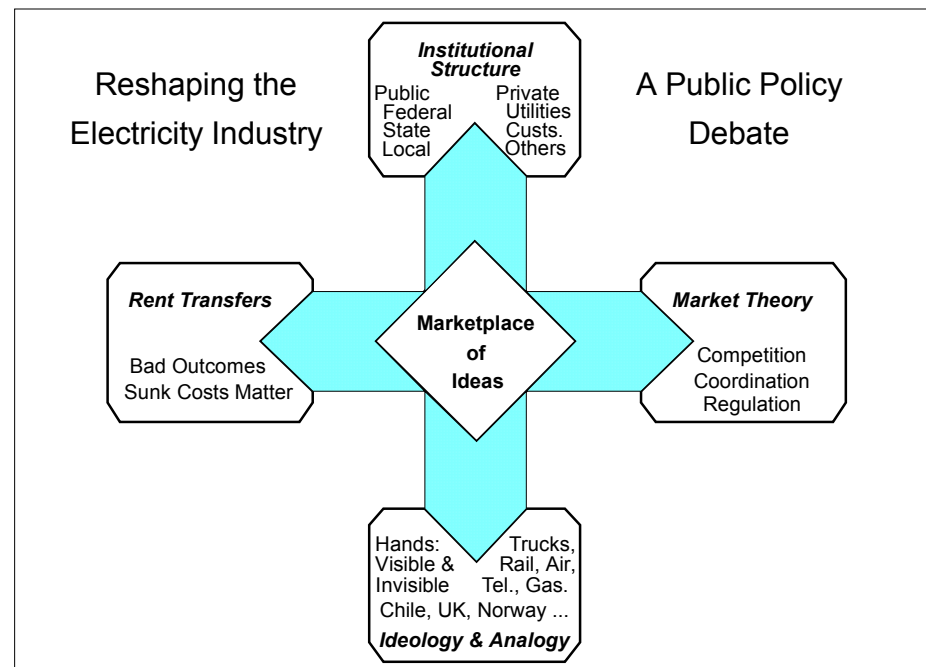 Reshaping the
Electricity Industry
A Public Policy
Debate
Institutional
Structure
Public
Federal
State
Local
Private
Utilities
Custs.
Others
Rent Transfers
Bad Outcomes
Sunk Costs Matter
Marketplace
of
Ideas
Market Theory
Competition
Coordination
Regulation
Hands:
Visible &
Invisible
Trucks,
Rail, Air,
Tel., Gas.
Chile, UK, Norway ...
Ideology & Analogy